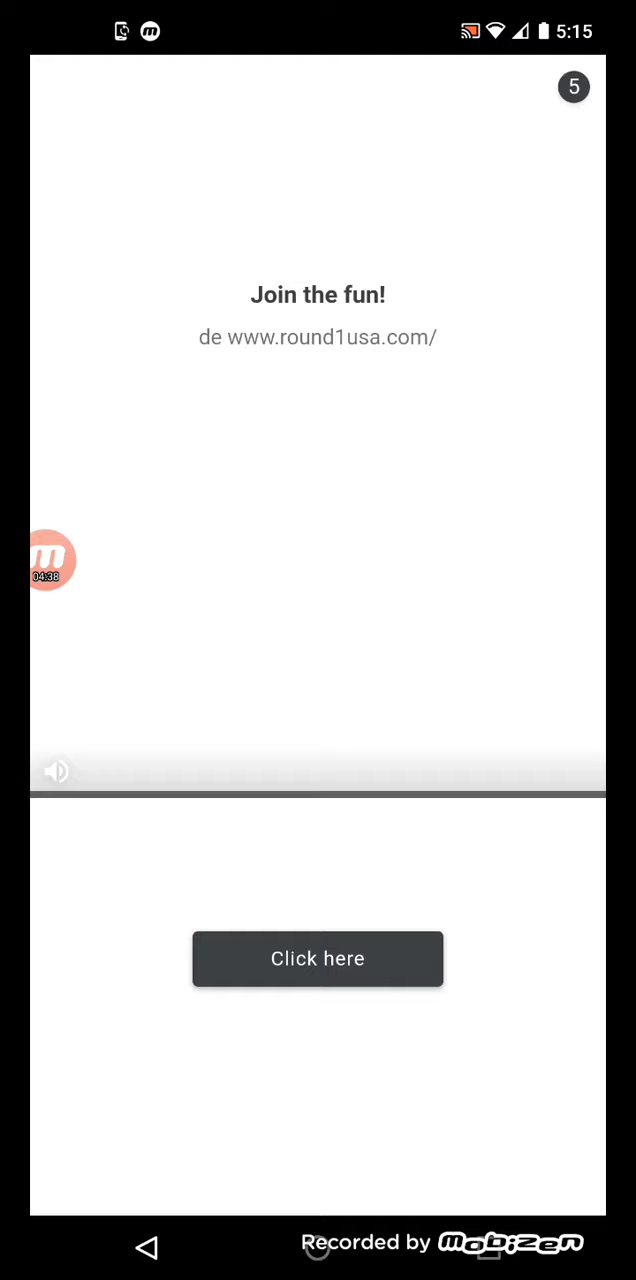 m 5:15
5
Join the fun!
de www.round1usa.com/
m
04:38
Click here
Recorded by mobizen